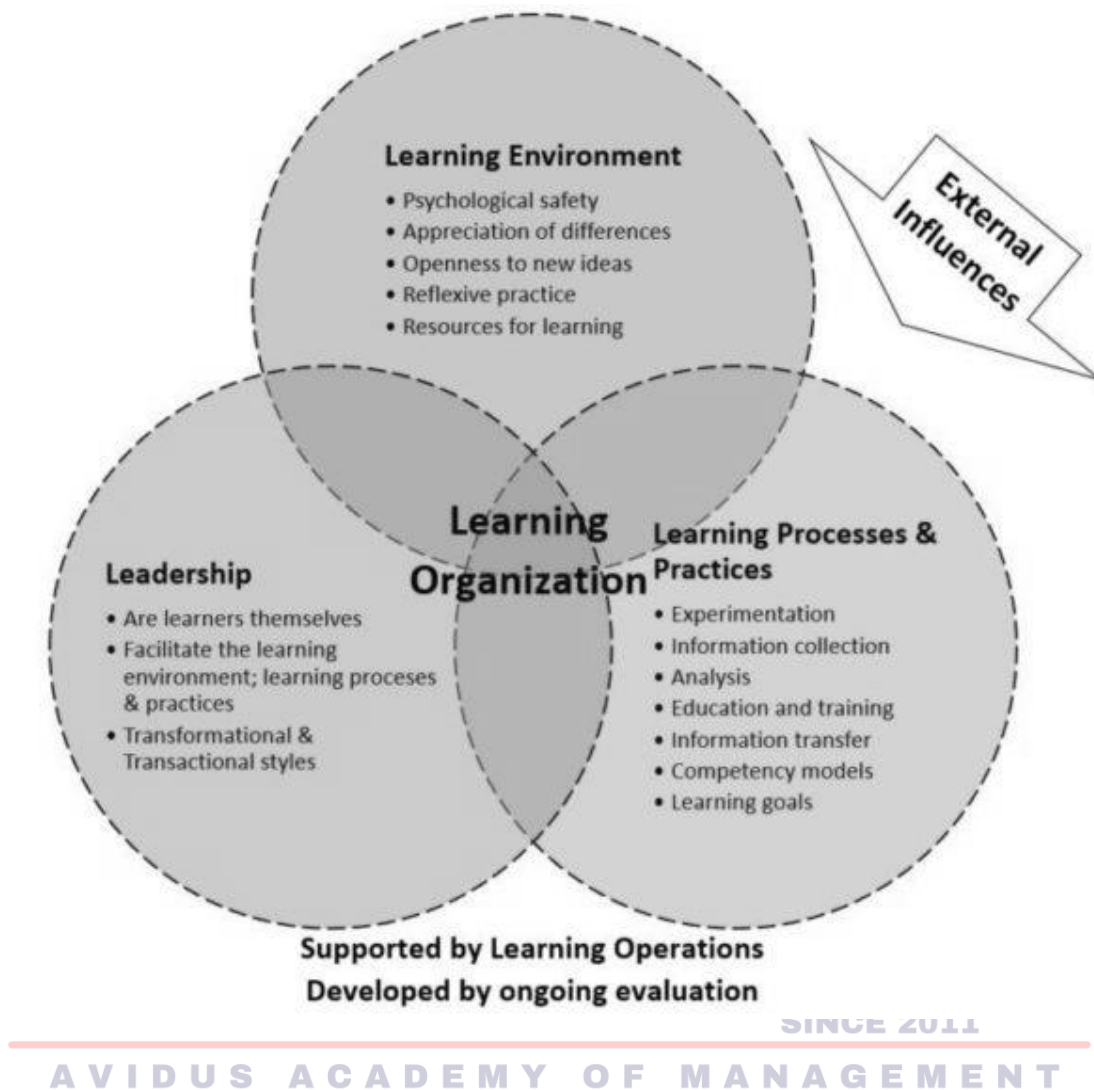 Learning Environment
• Psychological safety
• Appreciation of differences
• Openness to new ideas
• Reflexive practice
• Resources for learning
External
Influences
Learning
Organization
Leadership
• Are learners themselves
• Facilitate the learning
environment; learning proceses
& practices
• Transformational &
Transactional styles
Learning Processes &
Practices
• Experimentation
• Information collection
• Analysis
• Education and training
• Information transfer
• Competency models
• Learning goals
Supported by Learning Operations
Developed by ongoing evaluation
SINCE 2011
AVIDUS ACADEMY OF MANAGEMENT